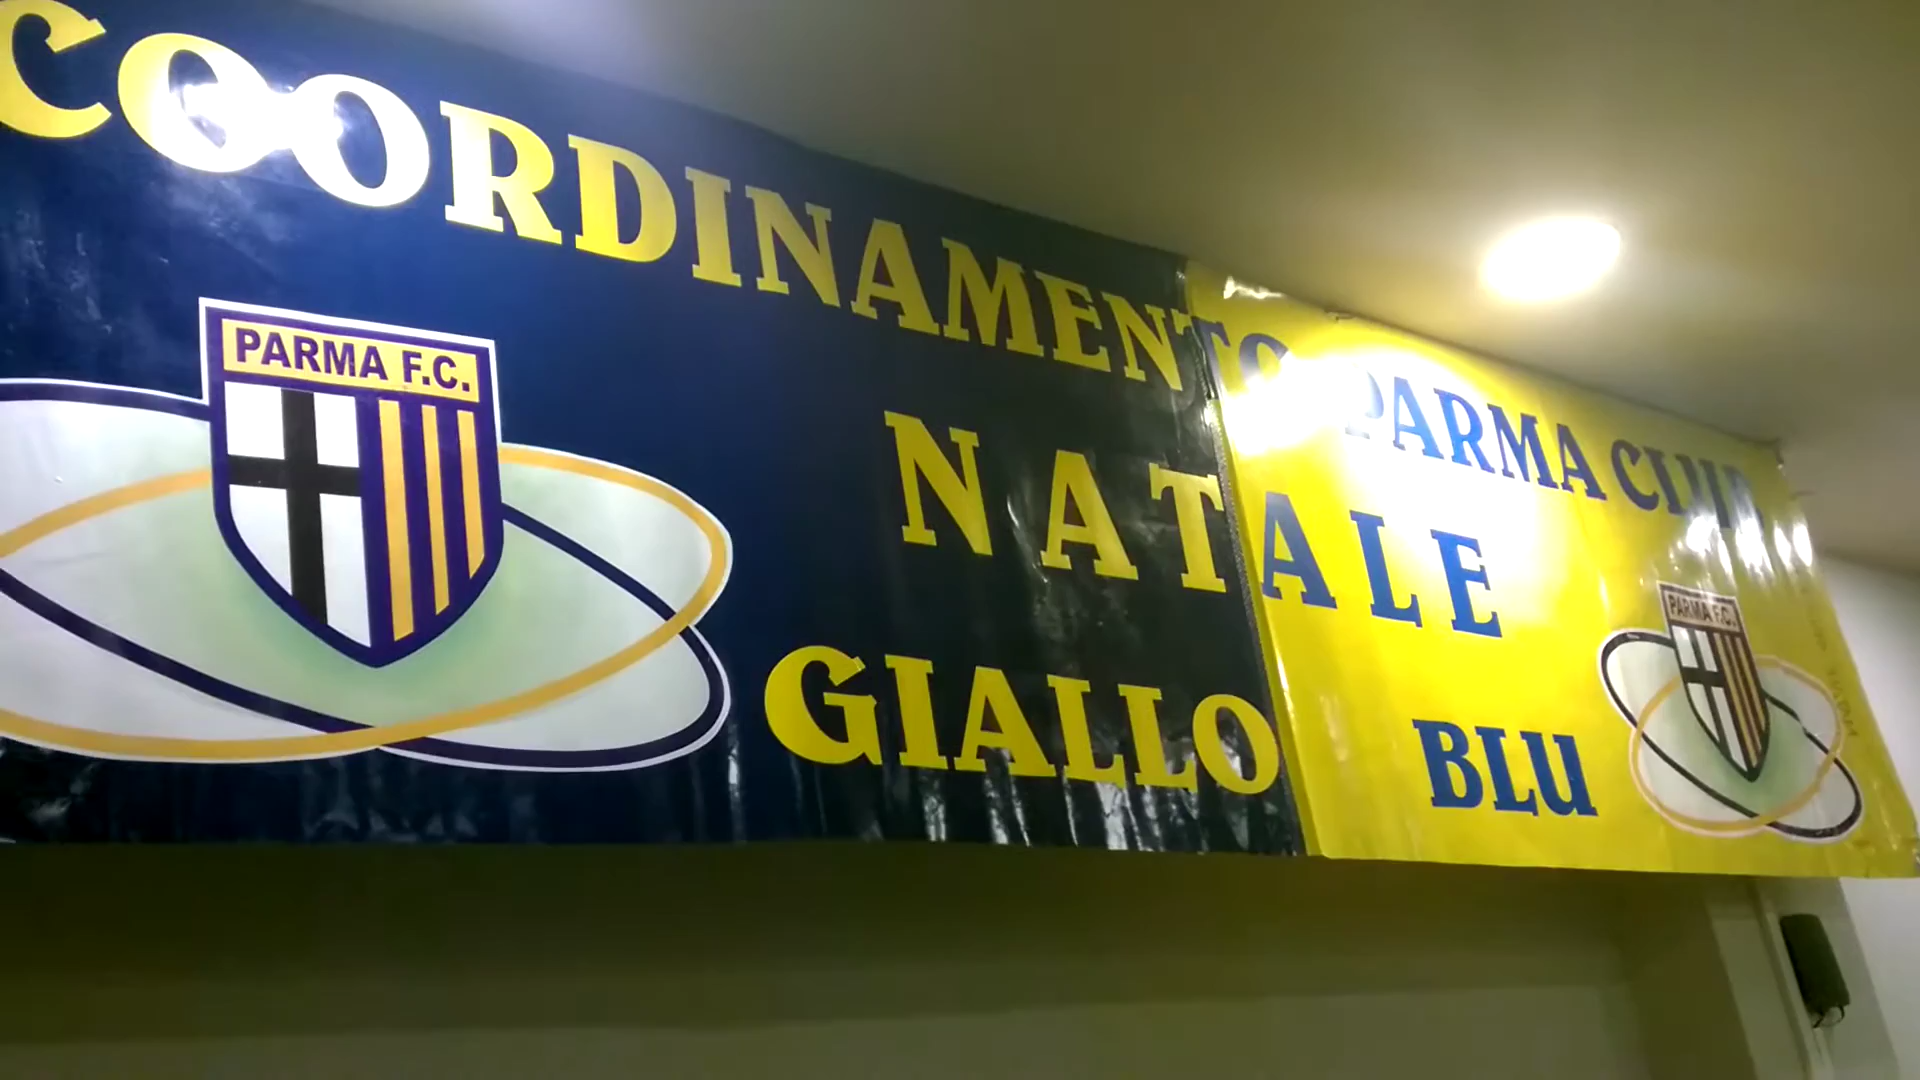 COORDINAMENTO PARMA CLUB
PARMA F.C.
NATALE
PARMA F.C.
GIALLO BLU